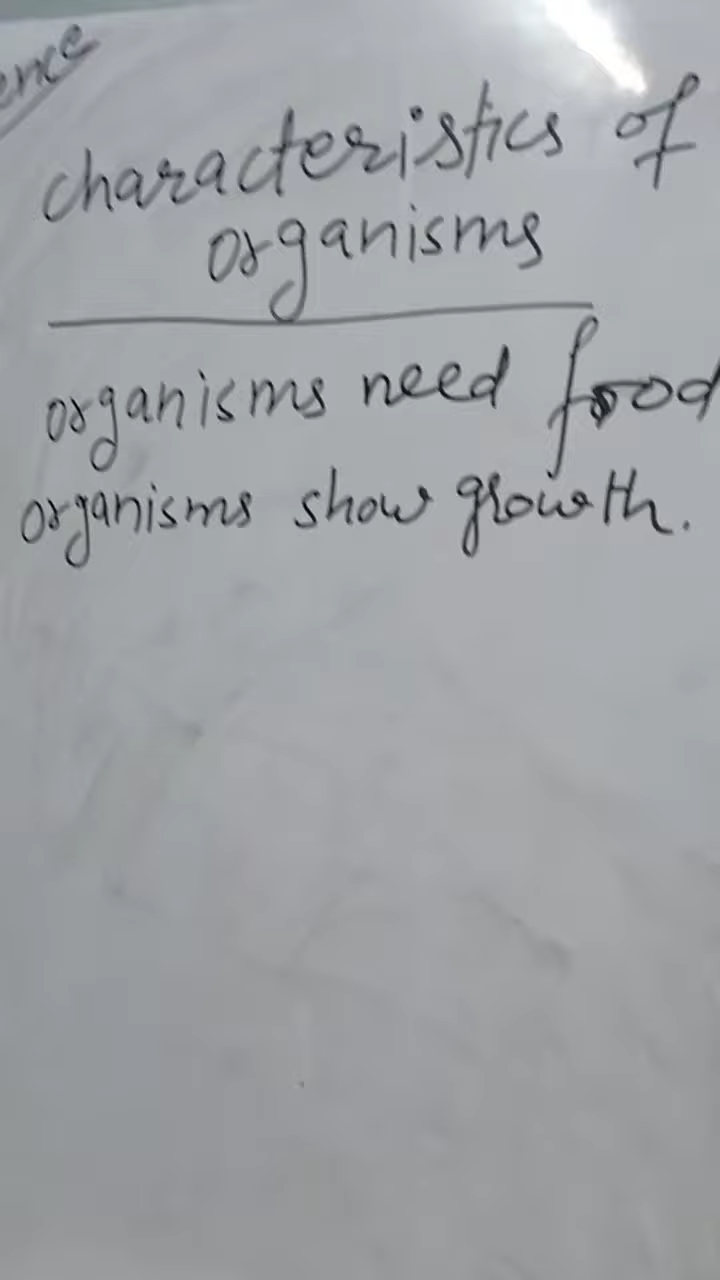 characteristics of
organisms
organisms need food
organisms show growth.